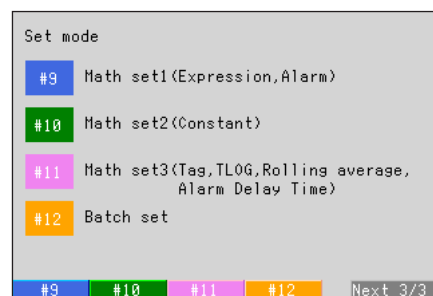 Set mode
#9 Math set1(Expression,Alarm)
#10 Math set2(Constant)
#11 Math set3(Tag,TLOG,Rolling average,
Alarm Delay Time)
#12 Batch set
#9 #10 #11 #12 Next 3/3